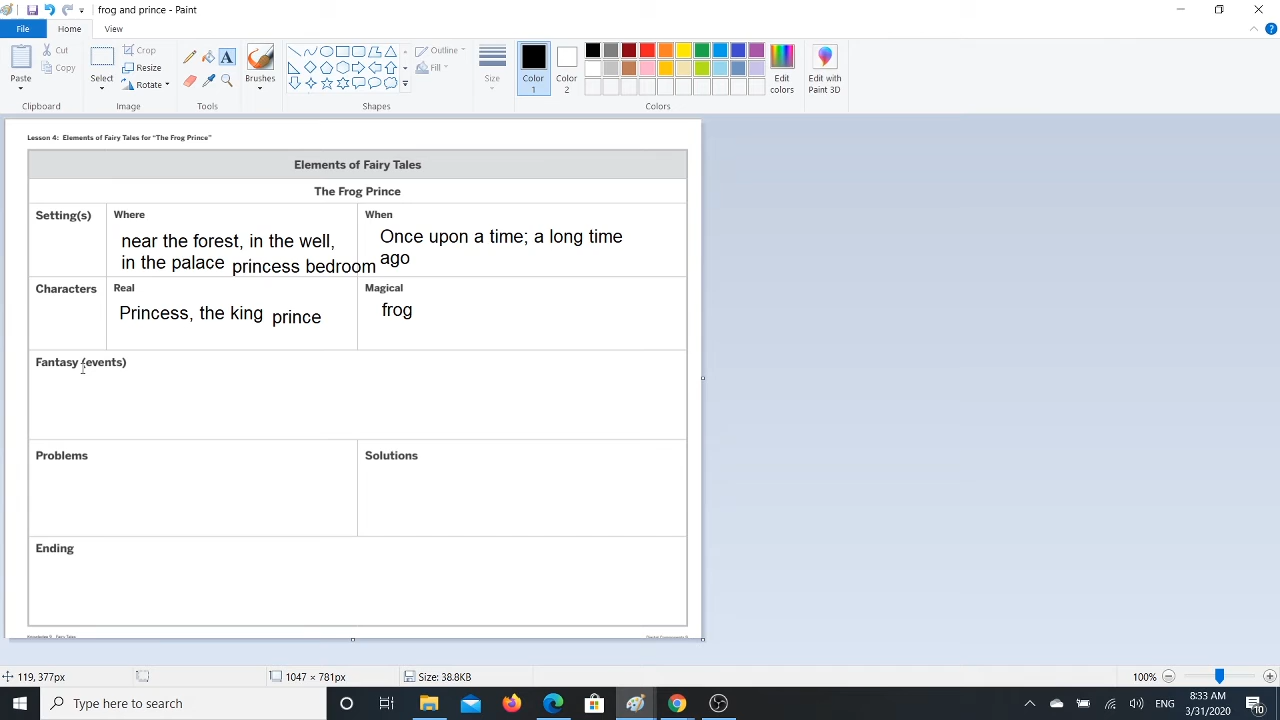 frog and prince - Paint
File
Home
View
Paste
Cut
Copy
Clipboard
Select
Crop
Resize
Rotate
Image
Tools
Brushes
Shapes
Outline
Fill
Size
Color
1
Color
2
Edit
colors
Colors
Edit with
Paint 3D
Lesson 4: Elements of Fairy Tales for "The Frog Prince"
Elements of Fairy Tales
The Frog Prince
Setting(s)
Where
near the forest, in the well,
in the palace princess bedroom
When
Once upon a time; a long time
ago
Characters
Real
Princess, the king prince
Magical
frog
Fantasy (events)
Problems
Solutions
Ending
119, 377px
1047 × 781px
Size: 38.8KB
100%
Type here to search
ENG
8:33 AM
3/31/2020